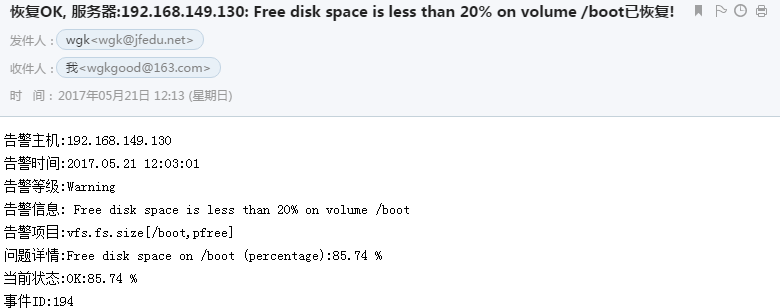 恢复OK, 服务器:192.168.149.130: Free disk space is less than 20% on volume /boot已恢复!
发件人：wgk<wgk@jfedu.net>
收件人：我<wgkgood@163.com>
时　间：2017年05月21日 12:13 (星期日)
告警主机:192.168.149.130
告警时间:2017.05.21 12:03:01
告警等级:Warning
告警信息: Free disk space is less than 20% on volume /boot
告警项目:vfs.fs.size[/boot,pfree]
问题详情:Free disk space on /boot (percentage):85.74 %
当前状态:OK:85.74 %
事件ID:194